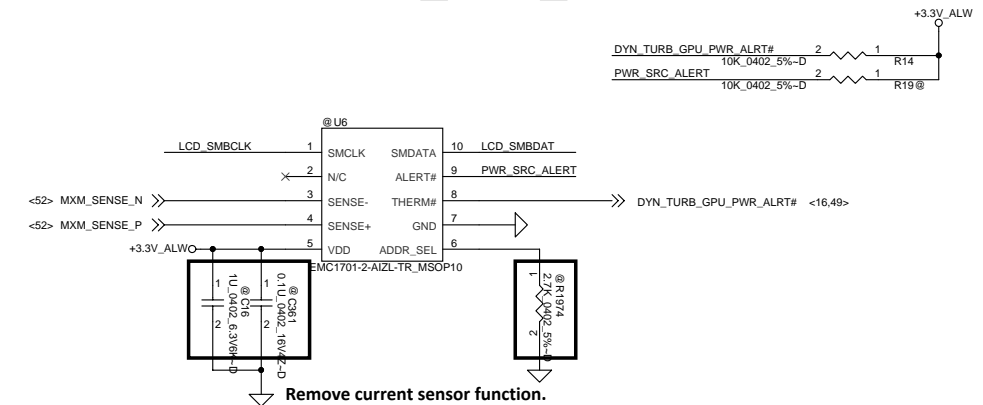 +3.3V_ALW
DYN_TURB_GPU_PWR_ALRT# 2 1
10K_0402_5%~D R14
PWR_SRC_ALERT 2 1
10K_0402_5%~D R19@
@U6
LCD_SMBCLK 1 SMCLK SMDATA 10 LCD_SMBDAT
2 N/C ALERT# 9 PWR_SRC_ALERT
<52> MXM_SENSE_N 3 SENSE- THERM# 8 DYN_TURB_GPU_PWR_ALRT# <16,49>
<52> MXM_SENSE_P 4 SENSE+ GND 7
+3.3V_ALW 5 VDD ADDR_SEL 6
EMC1701-2-AIZL-TR_MSOP10
1 2
@ C16
1U_0402_6.3V6K~D
1 2
@ C361
0.1U_0402_16V4Z~D
1 2
@ R1974
2.7K_0402_5%~D
Remove current sensor function.